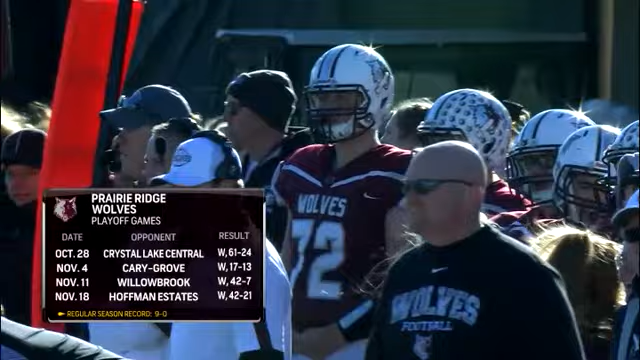 PRAIRIE RIDGE
WOLVES
PLAYOFF GAMES
DATE OPPONENT RESULT
OCT. 28 CRYSTAL LAKE CENTRAL W, 61-24
NOV. 4 CARY-GROVE W, 17-13
NOV. 11 WILLOWBROOK W, 42-7
NOV. 18 HOFFMAN ESTATES W, 42-21
REGULAR SEASON RECORD: 9-0
WOLVES
72
WOLVES
FOOTBALL